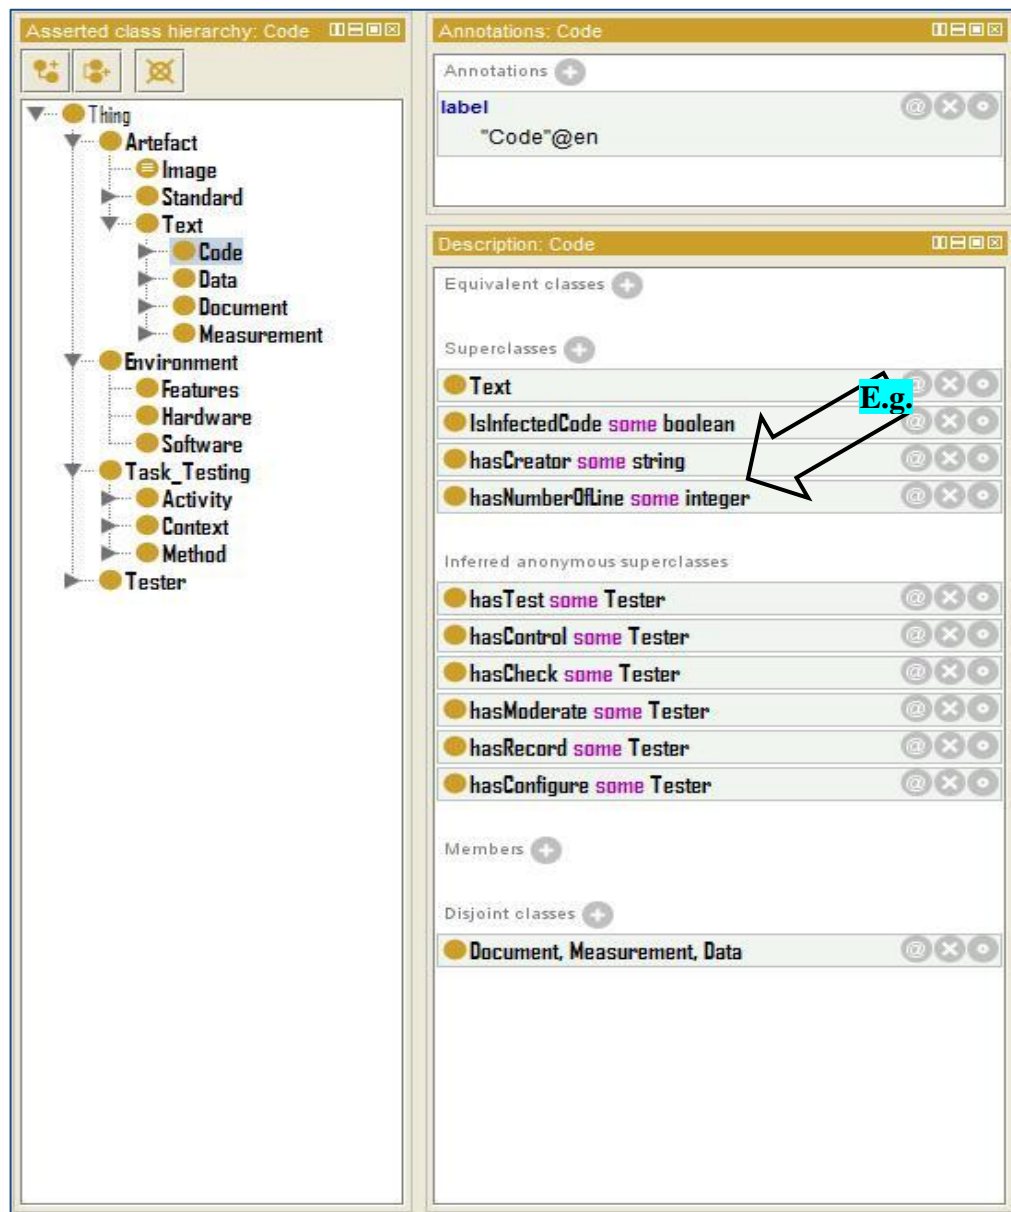 Asserted class hierarchy: Code
Thing
Artefact
Image
Standard
Text
Code
Data
Document
Measurement
Environment
Features
Hardware
Software
Task_Testing
Activity
Context
Method
Tester
Annotations: Code
Annotations
label
"Code"@en
Description: Code
Equivalent classes
Superclasses
Text
E.g.
IsInfectedCode some boolean
hasCreator some string
hasNumberOfLine some integer
Inferred anonymous superclasses
hasTest some Tester
hasControl some Tester
hasCheck some Tester
hasModerate some Tester
hasRecord some Tester
hasConfigure some Tester
Members
Disjoint classes
Document, Measurement, Data